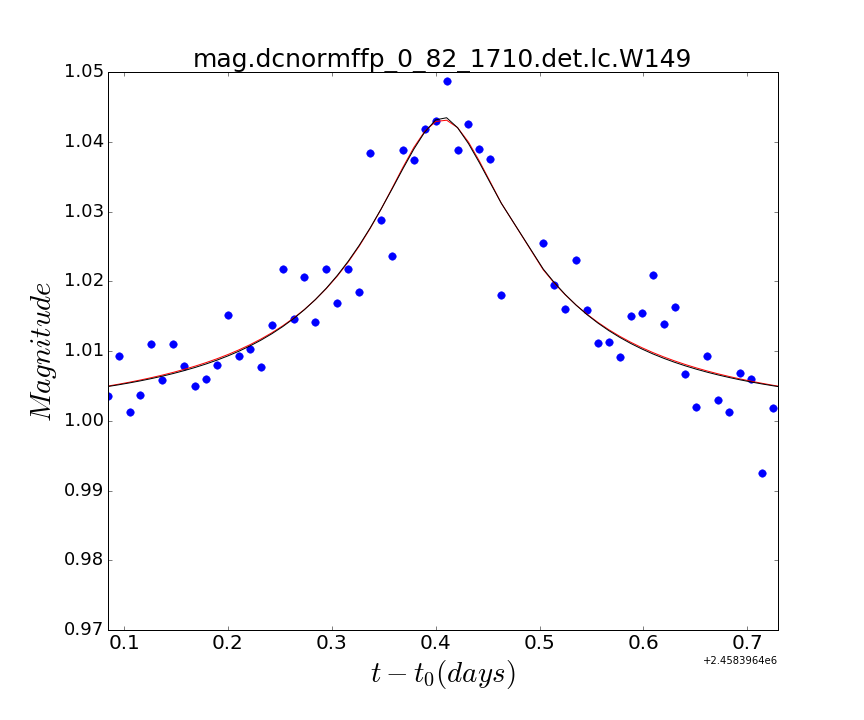 mag.dcnormffp_0_82_1710.det.lc.W149
1.05
1.04
1.03
1.02
1.01
1.00
0.99
0.98
0.97
Magnitude
0.1 0.2 0.3 0.4 0.5 0.6 0.7
+2.4583964e6
t − t₀(days)